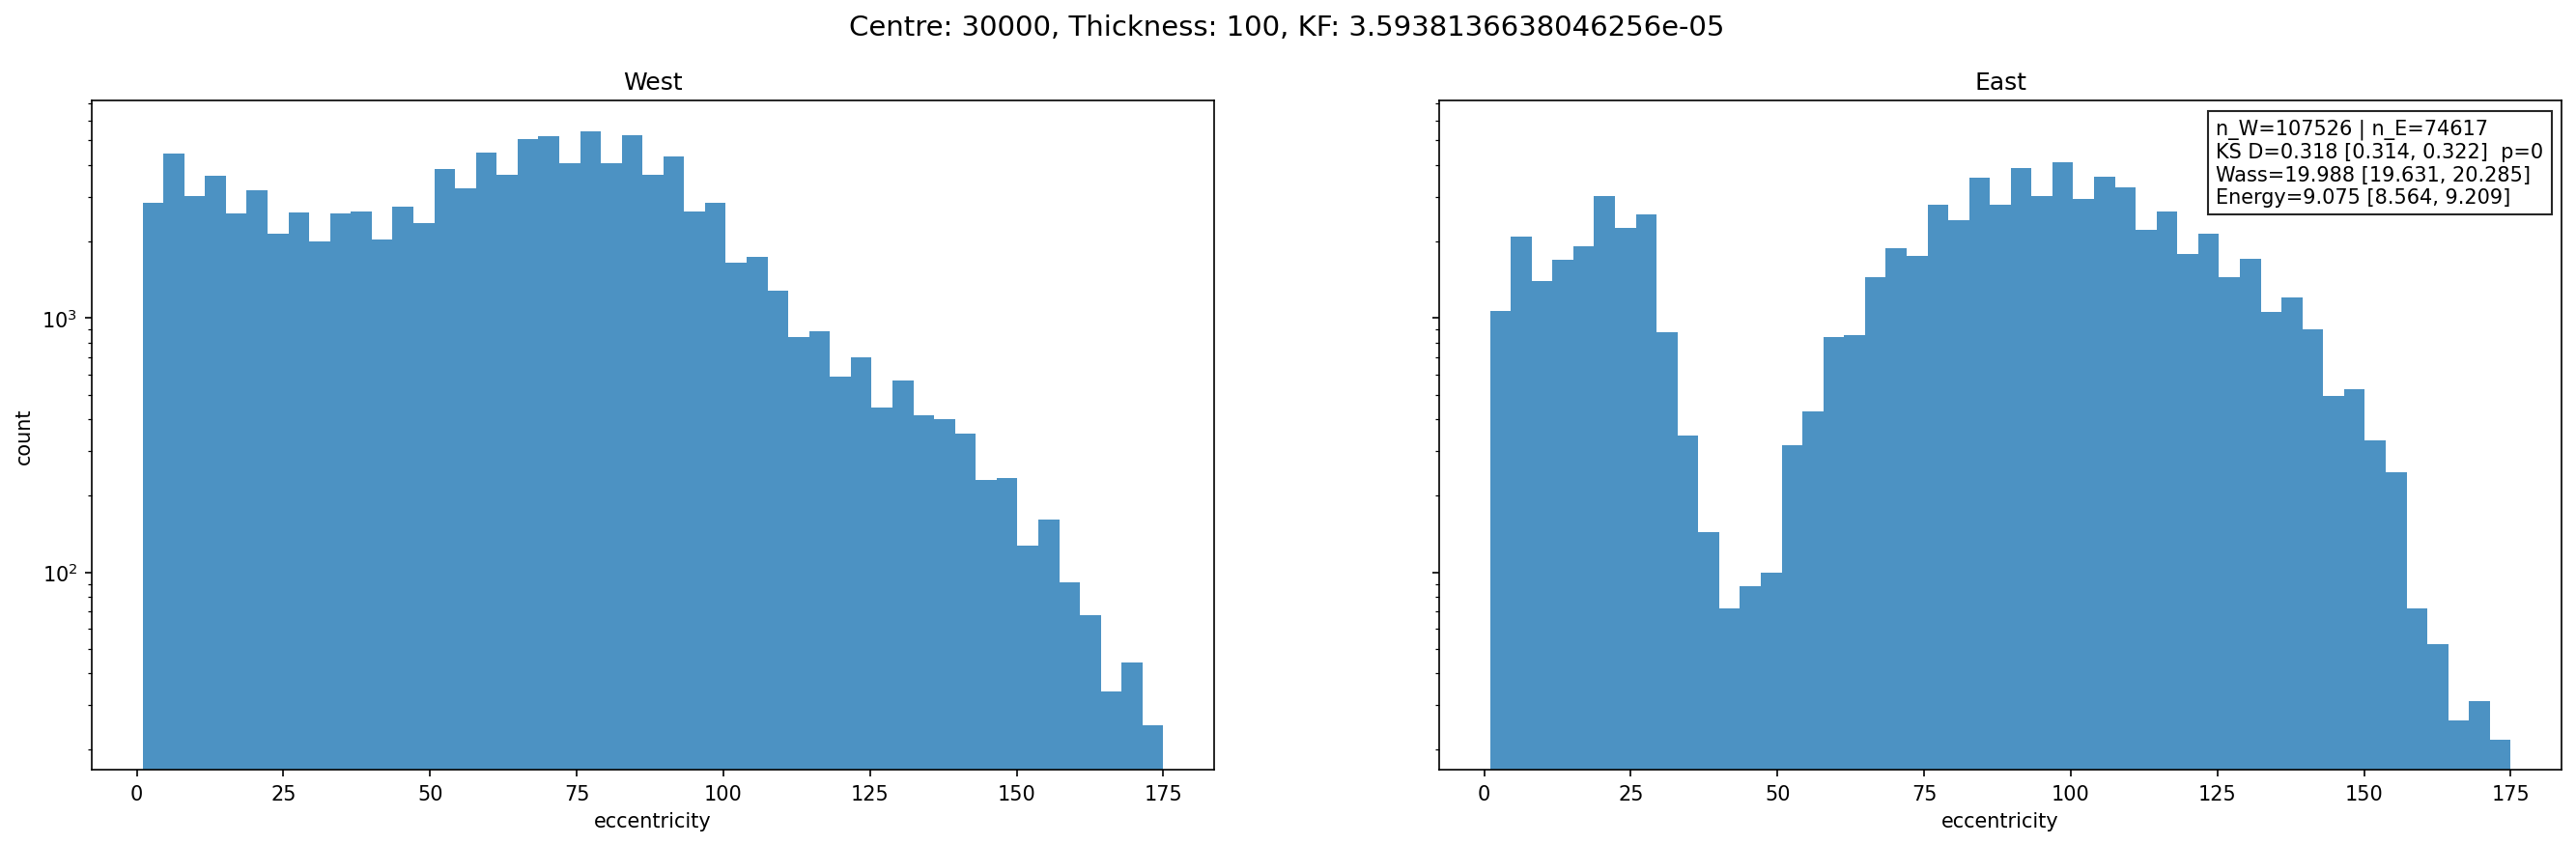 Centre: 30000, Thickness: 100, KF: 3.5938136638046256e-05
West
East
n_W=107526 | n_E=74617
KS D=0.318 [0.314, 0.322]  p=0
Wass=19.988 [19.631, 20.285]
Energy=9.075 [8.564, 9.209]
10³
10²
count
0 25 50 75 100 125 150 175
eccentricity
0 25 50 75 100 125 150 175
eccentricity